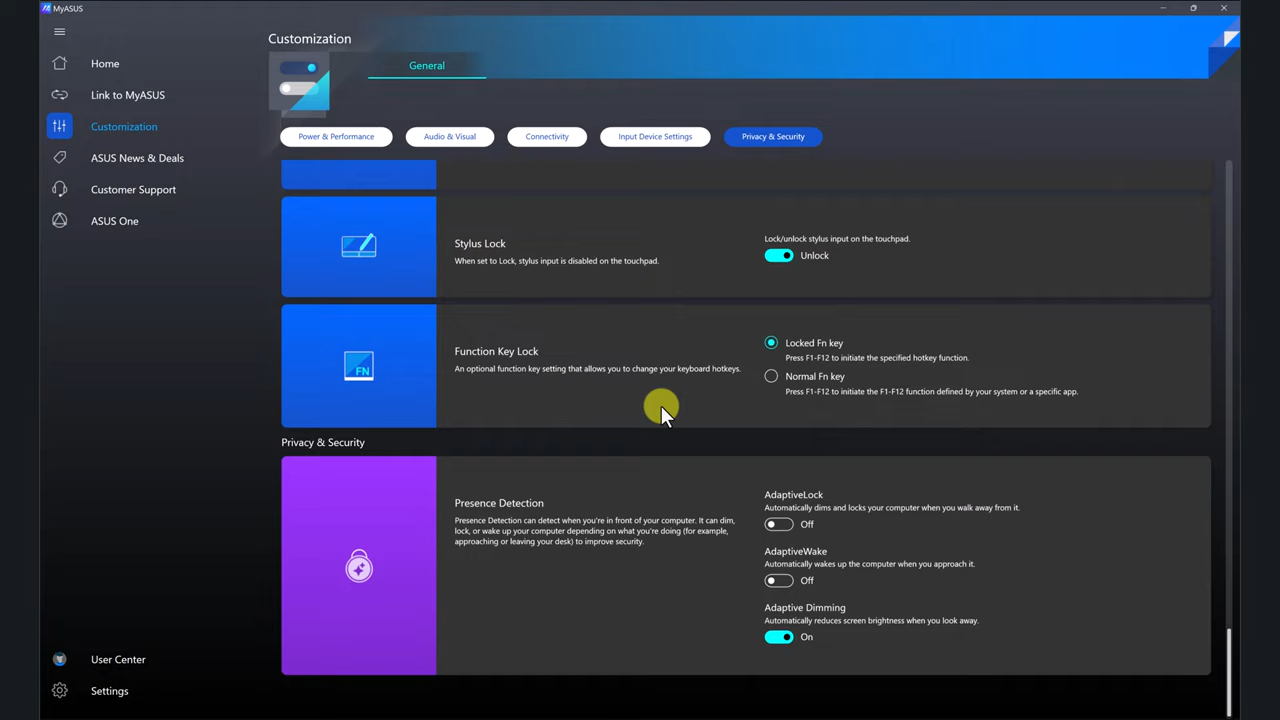 MyASUS
Customization
Home
Link to MyASUS
Customization
ASUS News & Deals
Customer Support
ASUS One
General
Power & Performance
Audio & Visual
Connectivity
Input Device Settings
Privacy & Security
Stylus Lock
When set to Lock, stylus input is disabled on the touchpad.
Lock/unlock stylus input on the touchpad.
Unlock
FN
Function Key Lock
An optional function key setting that allows you to change your keyboard hotkeys.
Locked Fn key
Press F1-F12 to initiate the specified hotkey function.
Normal Fn key
Press F1-F12 to initiate the F1-F12 function defined by your system or a specific app.
Privacy & Security
Presence Detection
Presence Detection can detect when you're in front of your computer. It can dim,
lock, or wake up your computer depending on what you're doing (for example,
approaching or leaving your desk) to improve security.
AdaptiveLock
Automatically dims and locks your computer when you walk away from it.
Off
AdaptiveWake
Automatically wakes up the computer when you approach it.
Off
Adaptive Dimming
Automatically reduces screen brightness when you look away.
On
User Center
Settings